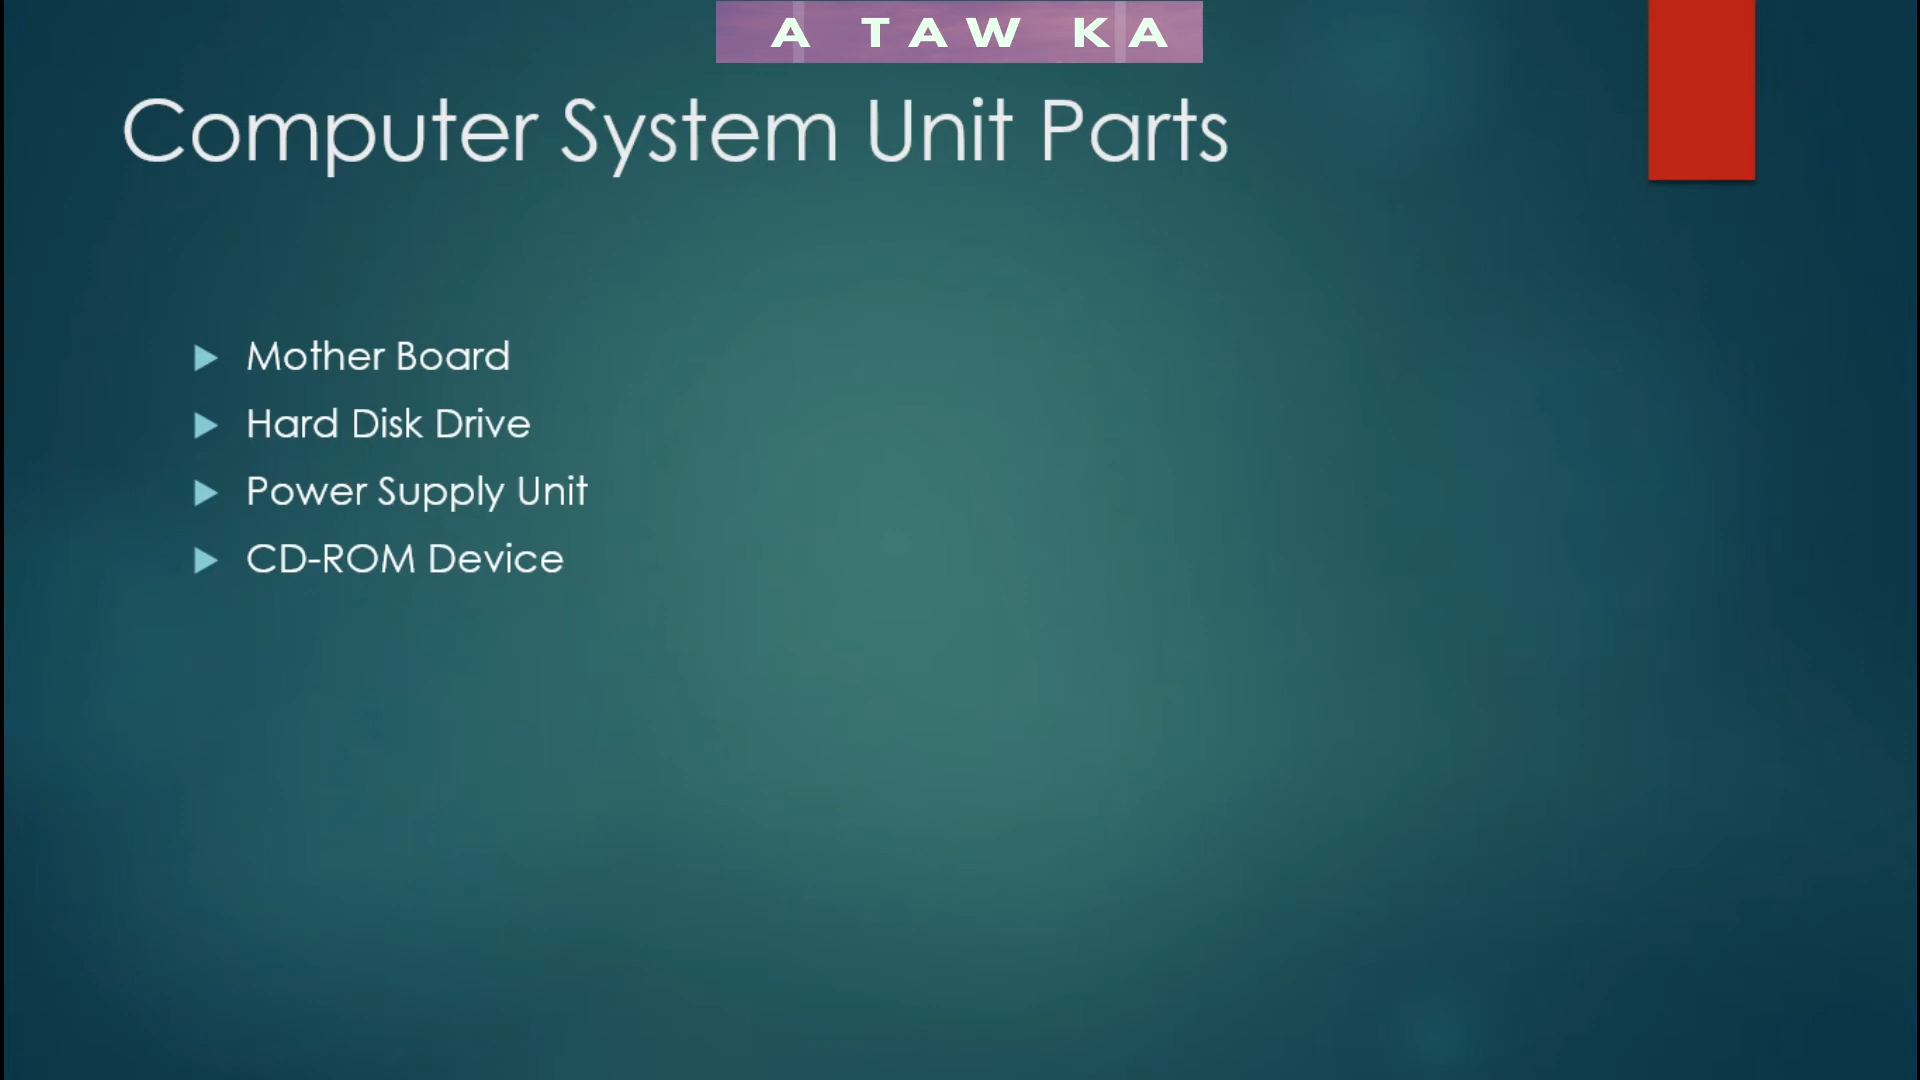 A TAW KA
Computer System Unit Parts
Mother Board
Hard Disk Drive
Power Supply Unit
CD-ROM Device